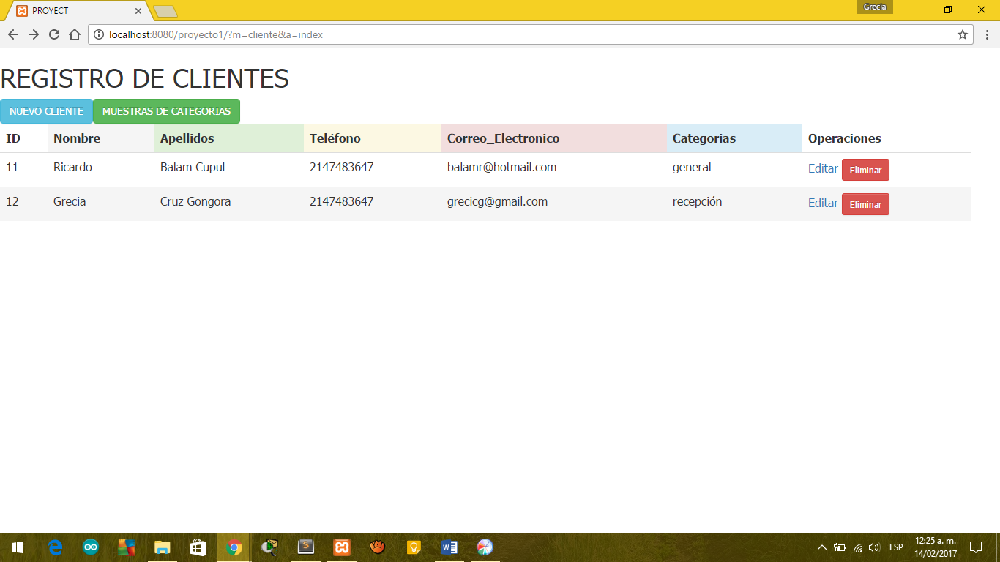 PROYECT
Grecia
localhost:8080/proyecto1/?m=cliente&a=index
REGISTRO DE CLIENTES
NUEVO CLIENTE MUESTRAS DE CATEGORIAS
ID Nombre Apellidos Teléfono Correo_Electronico Categorias Operaciones
11 Ricardo Balam Cupul 2147483647 balamr@hotmail.com general Editar Eliminar
12 Grecia Cruz Gongora 2147483647 grecicg@gmail.com recepción Editar Eliminar
ESP
12:25 a. m.
14/02/2017